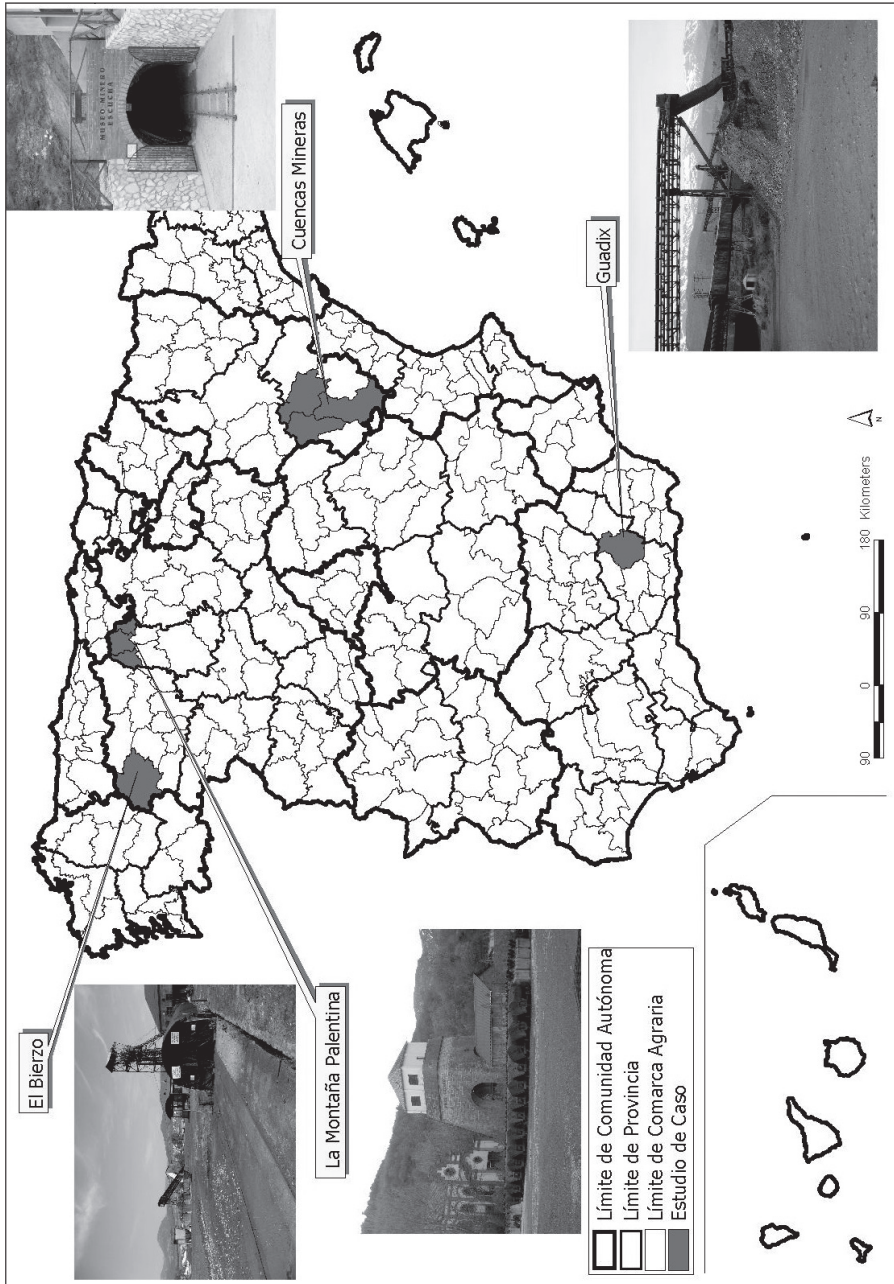 MUSEO MINERO
ESCUCHA
El Bierzo
La Montaña Palentina
Cuencas Mineras
Guadix
Límite de Comunidad Autónoma
Límite de Provincia
Límite de Comarca Agraria
Estudio de Caso
90 0 90 180 Kilometers
N